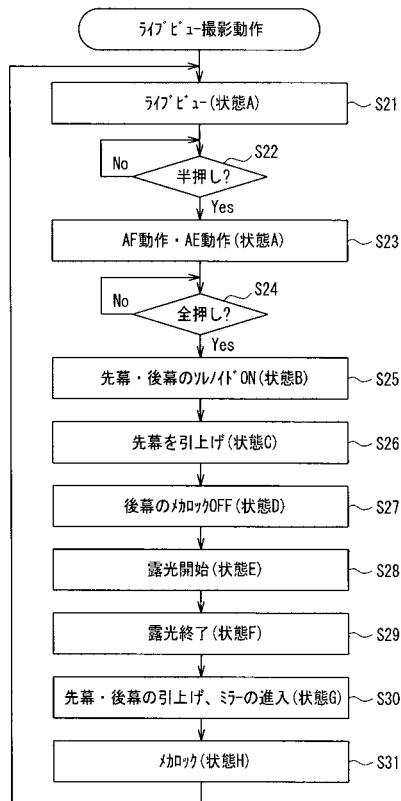 ﾗｲﾌﾞﾋﾞｭｰ撮影動作
ﾗｲﾌﾞﾋﾞｭｰ(状態A)
S21
S22
No
半押し?
Yes
AF動作・AE動作(状態A)
S23
S24
No
全押し?
Yes
先幕・後幕のｿﾚﾉｲﾄﾞON(状態B)
S25
先幕を引上げ(状態C)
S26
後幕のﾒｶﾛｯｸOFF(状態D)
S27
露光開始(状態E)
S28
露光終了(状態F)
S29
先幕・後幕の引上げ、ﾐﾗｰの進入(状態G)
S30
ﾒｶﾛｯｸ(状態H)
S31